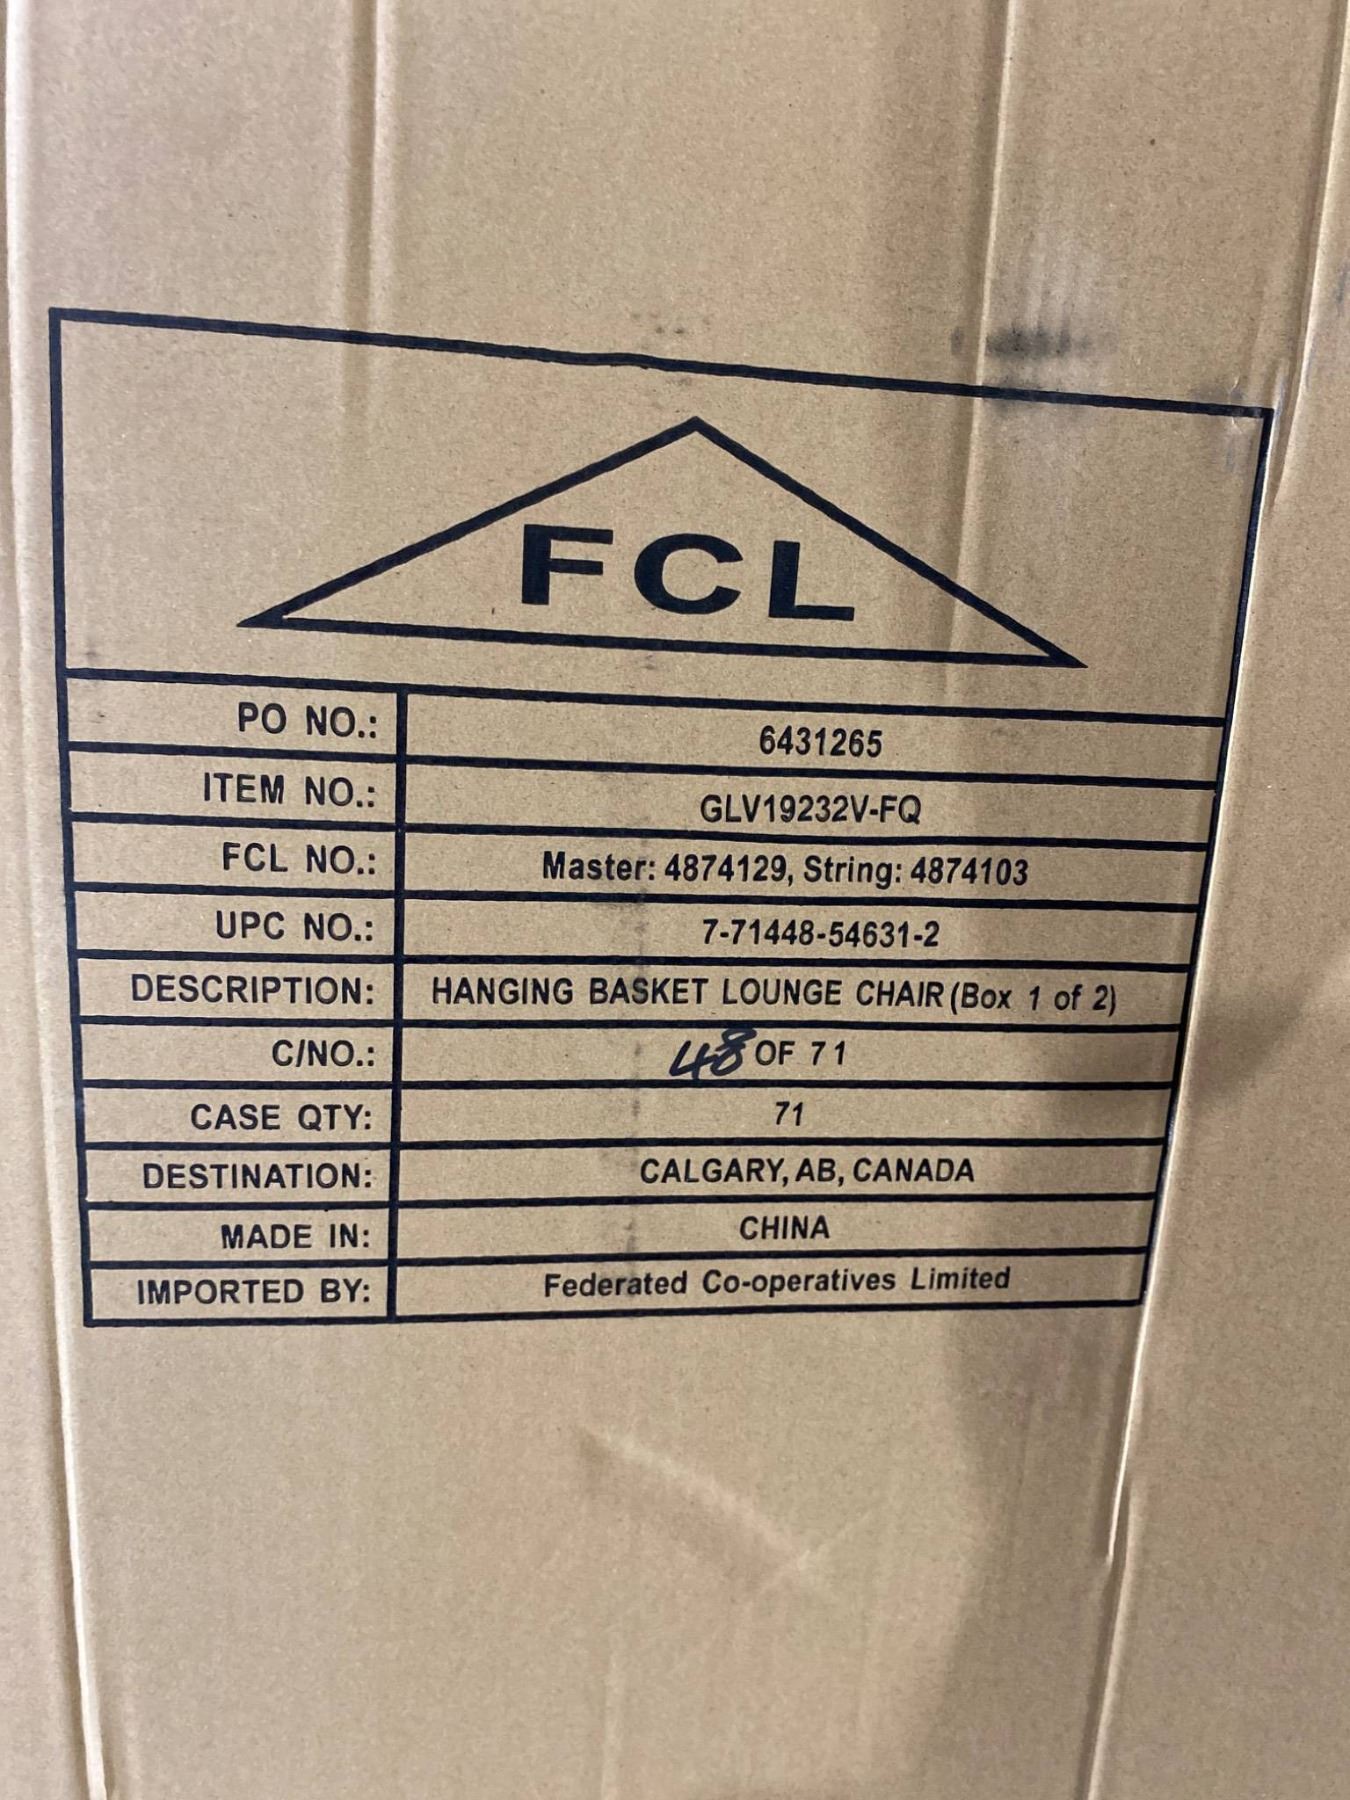 FCL
PO NO.: 6431265
ITEM NO.: GLV19232V-FQ
FCL NO.: Master: 4874129, String: 4874103
UPC NO.: 7-71448-54631-2
DESCRIPTION: HANGING BASKET LOUNGE CHAIR (Box 1 of 2)
C/NO.: 48 OF 71
CASE QTY: 71
DESTINATION: CALGARY, AB, CANADA
MADE IN: CHINA
IMPORTED BY: Federated Co-operatives Limited